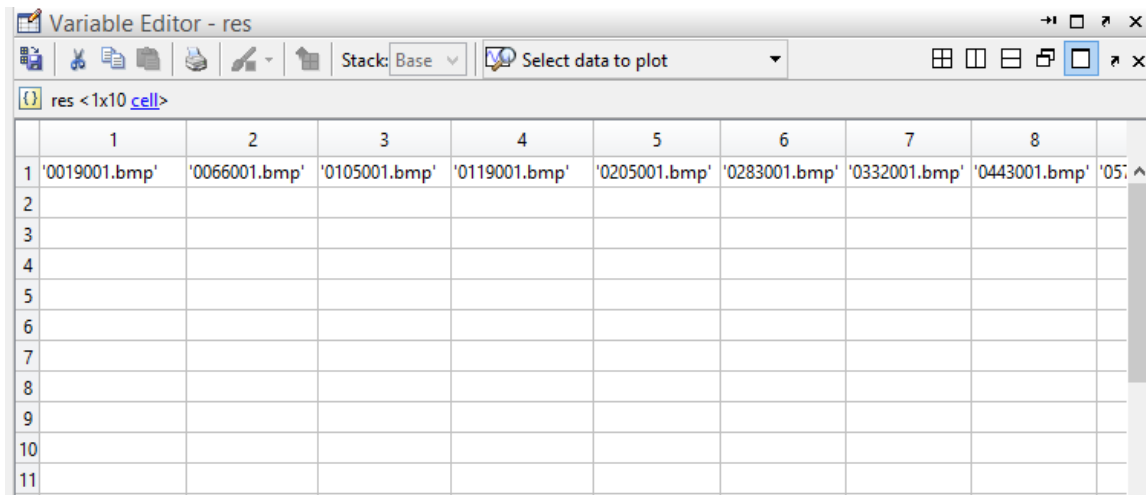 Variable Editor - res
Stack: Base Select data to plot
{} res <1x10 cell>
1 2 3 4 5 6 7 8
1 '0019001.bmp' '0066001.bmp' '0105001.bmp' '0119001.bmp' '0205001.bmp' '0283001.bmp' '0332001.bmp' '0443001.bmp' '057
2
3
4
5
6
7
8
9
10
11